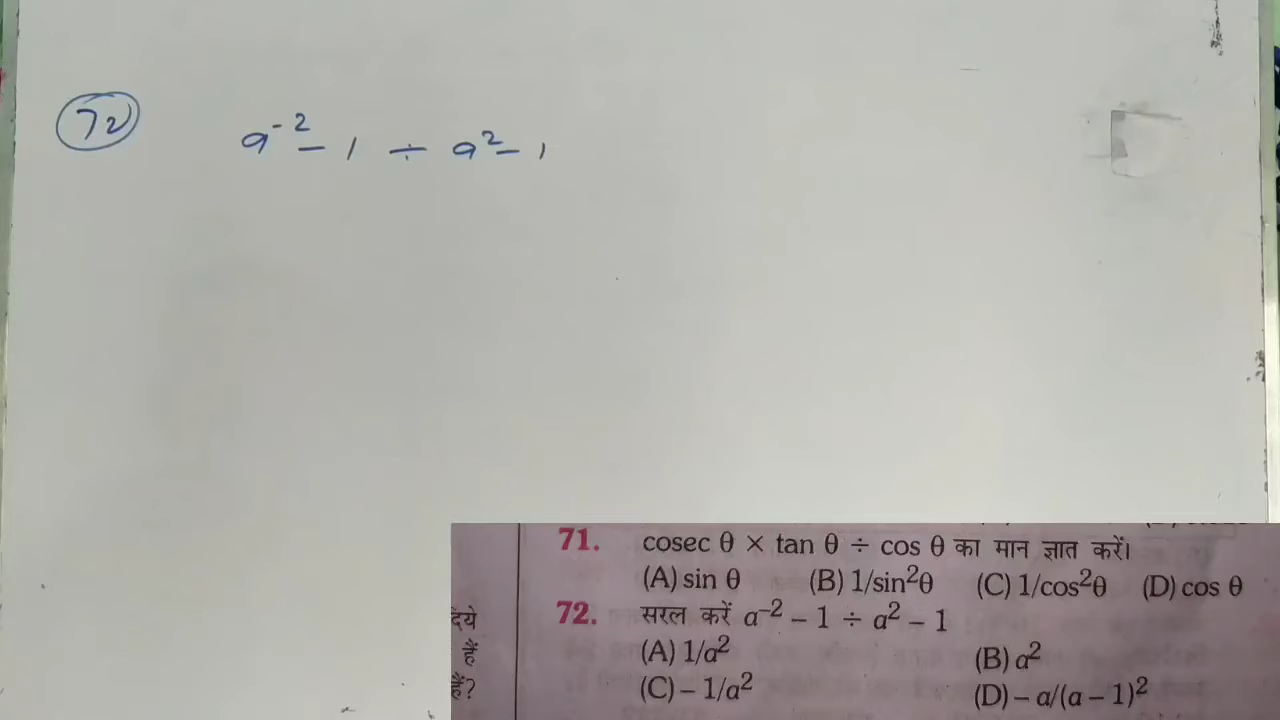 72 a⁻² - 1 ÷ a² - 1
71. cosec θ × tan θ ÷ cos θ का मान ज्ञात करें।
(A) sin θ (B) 1/sin²θ (C) 1/cos²θ (D) cos θ
दिये 72. सरल करें a⁻² – 1 ÷ a² – 1
हैं (A) 1/a² (B) a²
हैं? (C) – 1/a² (D) – a/(a – 1)²